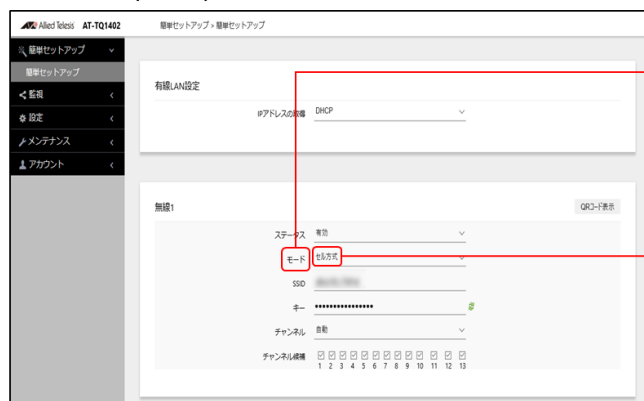 Allied Telesis AT-TQ1402 簡単セットアップ > 簡単セットアップ
簡単セットアップ
簡単セットアップ
監視
設定
メンテナンス
アカウント
有線LAN設定
IPアドレスの取得 DHCP
無線1 QRコード表示
ステータス 有効
モード セル方式
SSID
キー ••••••••••••••••
チャンネル 自動
チャンネル候補
1 2 3 4 5 6 7 8 9 10 11 12 13